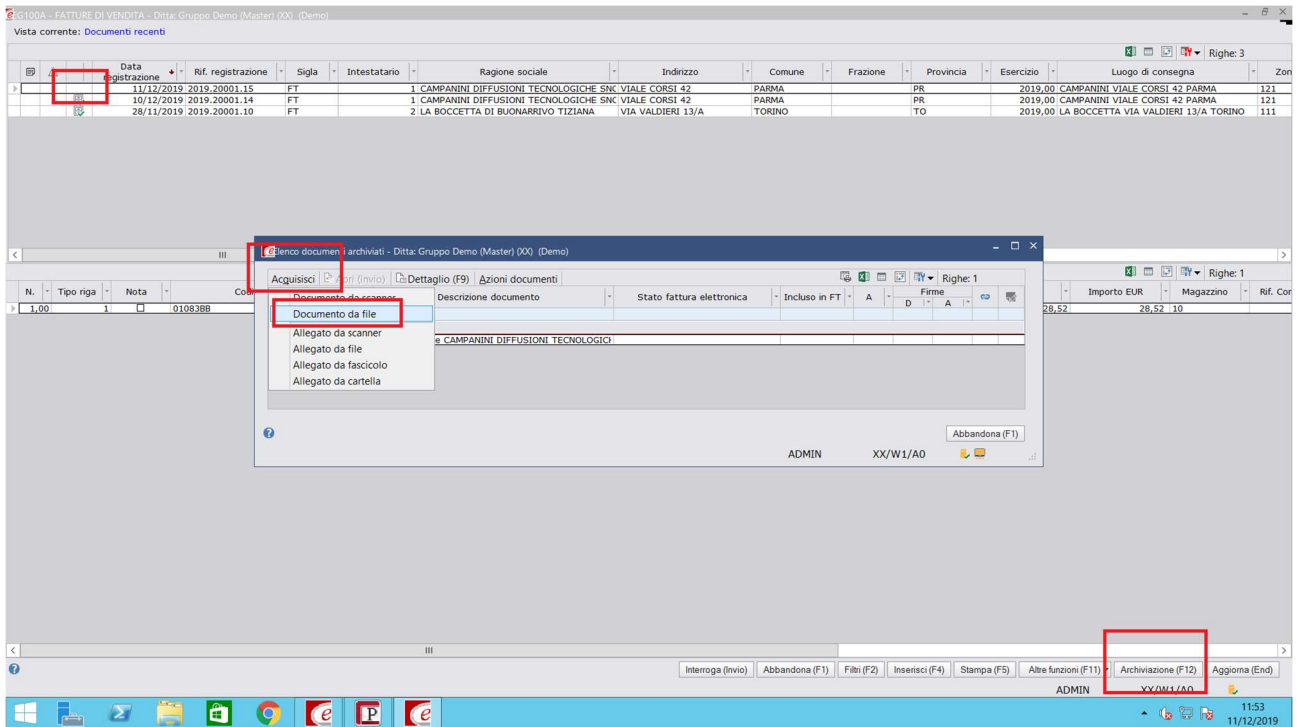 EG100A - FATTURE DI VENDITA - Ditta: Gruppo Demo (Master) (XX) (Demo)
Vista corrente: Documenti recenti
Righe: 3
Data registrazione Rif. registrazione Sigla Intestatario Ragione sociale Indirizzo Comune Frazione Provincia Esercizio Luogo di consegna Zon
11/12/2019 2019.20001.15 FT 1 CAMPANINI DIFFUSIONI TECNOLOGICHE SNC VIALE CORSI 42 PARMA PR 2019,00 CAMPANINI VIALE CORSI 42 PARMA 121
10/12/2019 2019.20001.14 FT 1 CAMPANINI DIFFUSIONI TECNOLOGICHE SNC VIALE CORSI 42 PARMA PR 2019,00 CAMPANINI VIALE CORSI 42 PARMA 121
28/11/2019 2019.20001.10 FT 2 LA BOCCETTA DI BUONARRIVO TIZIANA VIA VALDIERI 13/A TORINO TO 2019,00 LA BOCCETTA VIA VALDIERI 13/A TORINO 111
Elenco documenti archiviati - Ditta: Gruppo Demo (Master) (XX) (Demo)
Acquisisci Apri (Invio) Dettaglio (F9) Azioni documenti Righe: 1
Descrizione documento Stato fattura elettronica Incluso in FT A Firme D A
Documento da scanner
Documento da file
Allegato da scanner
Allegato da file
Allegato da fascicolo
Allegato da cartella
e CAMPANINI DIFFUSIONI TECNOLOGICH
Abbandona (F1)
ADMIN XX/W1/A0
Righe: 1
N. Tipo riga Nota Cod Importo EUR Magazzino Rif. Cor
1,00 1 01083BB 28,52 28,52 10
Interroga (Invio) Abbandona (F1) Filtri (F2) Inserisci (F4) Stampa (F5) Altre funzioni (F11) Archiviazione (F12) Aggiorna (End)
ADMIN XX/W1/A0
11:53
11/12/2019